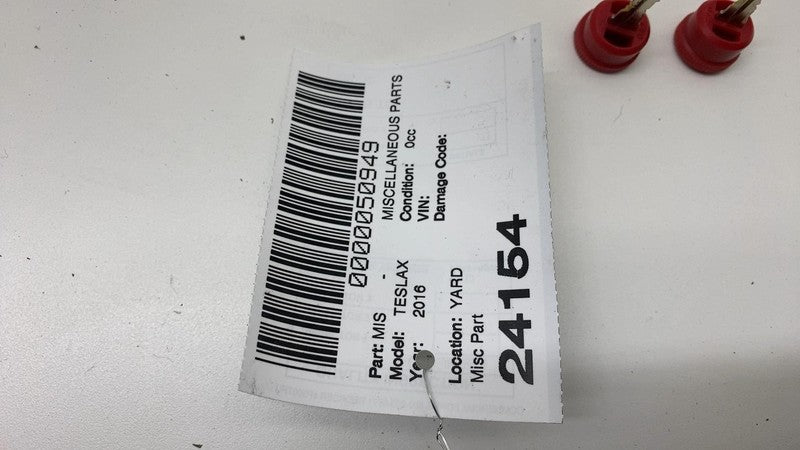 0000050949
Part: MIS - MISCELLANEOUS PARTS
Model: TESLAX Condition: 0cc
Year: 2016 VIN:
Damage Code:
Location: YARD
Misc Part
24154